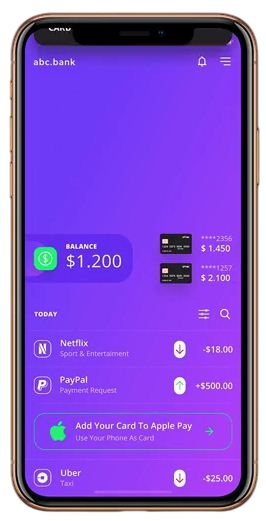 CARD
abc.bank
BALANCE
$1.200
****2356
$ 1.450
****1257
$ 2.100
TODAY
Netflix
Sport & Entertaiment
-$18.00
PayPal
Payment Request
+$500.00
Add Your Card To Apple Pay
Use Your Phone As Card
Uber
Taxi
-$25.00